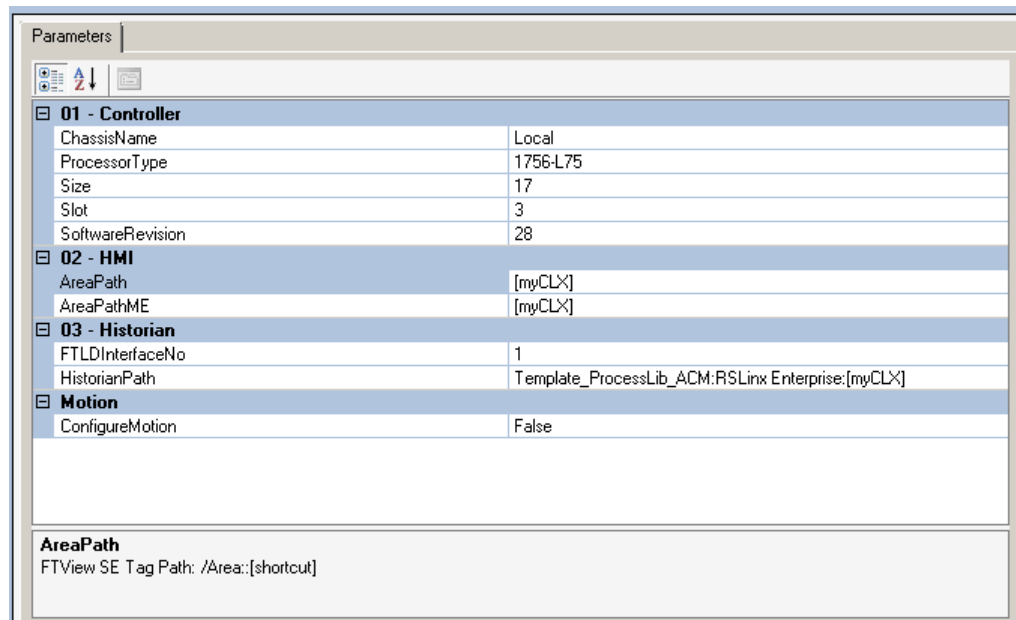 Parameters
A
Z
01 - Controller
ChassisName Local
ProcessorType 1756-L75
Size 17
Slot 3
SoftwareRevision 28
02 - HMI
AreaPath [myCLX]
AreaPathME [myCLX]
03 - Historian
FTLDInterfaceNo 1
HistorianPath Template_ProcessLib_ACM:RSLinx Enterprise:[myCLX]
Motion
ConfigureMotion False
AreaPath
FTView SE Tag Path: /Area::[shortcut]